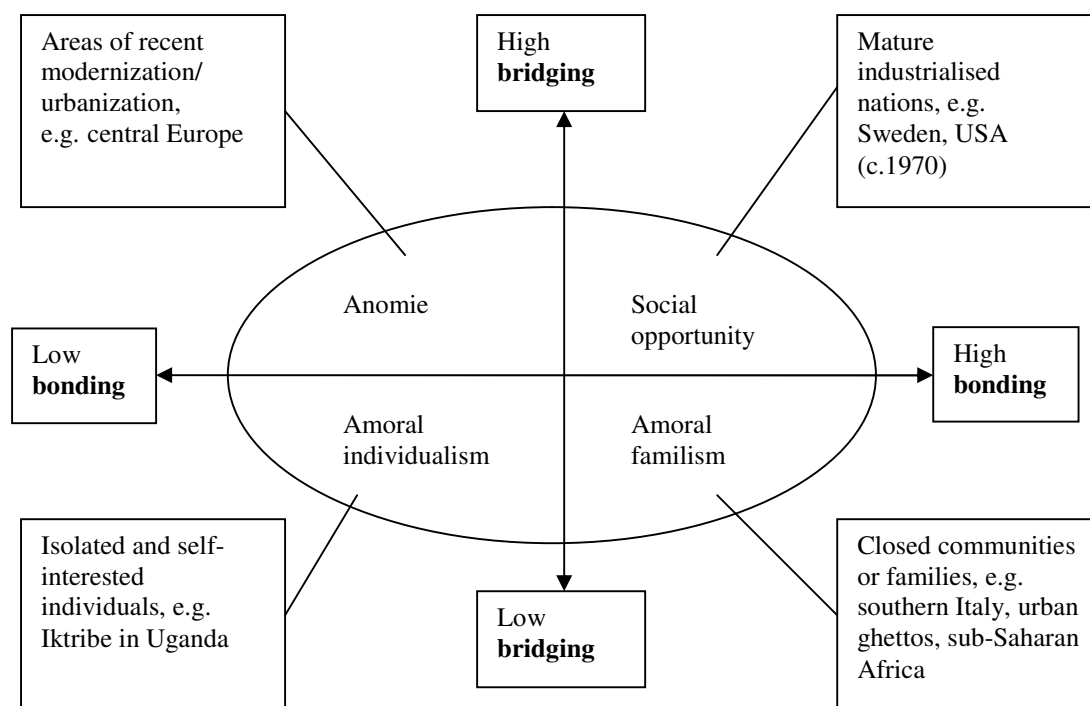 Areas of recent
modernization/
urbanization,
e.g. central Europe
High
bridging
Mature
industrialised
nations, e.g.
Sweden, USA
(c.1970)
Anomie
Social
opportunity
Low
bonding
High
bonding
Amoral
individualism
Amoral
familism
Isolated and self-
interested
individuals, e.g.
Iktribe in Uganda
Low
bridging
Closed communities
or families, e.g.
southern Italy, urban
ghettos, sub-Saharan
Africa